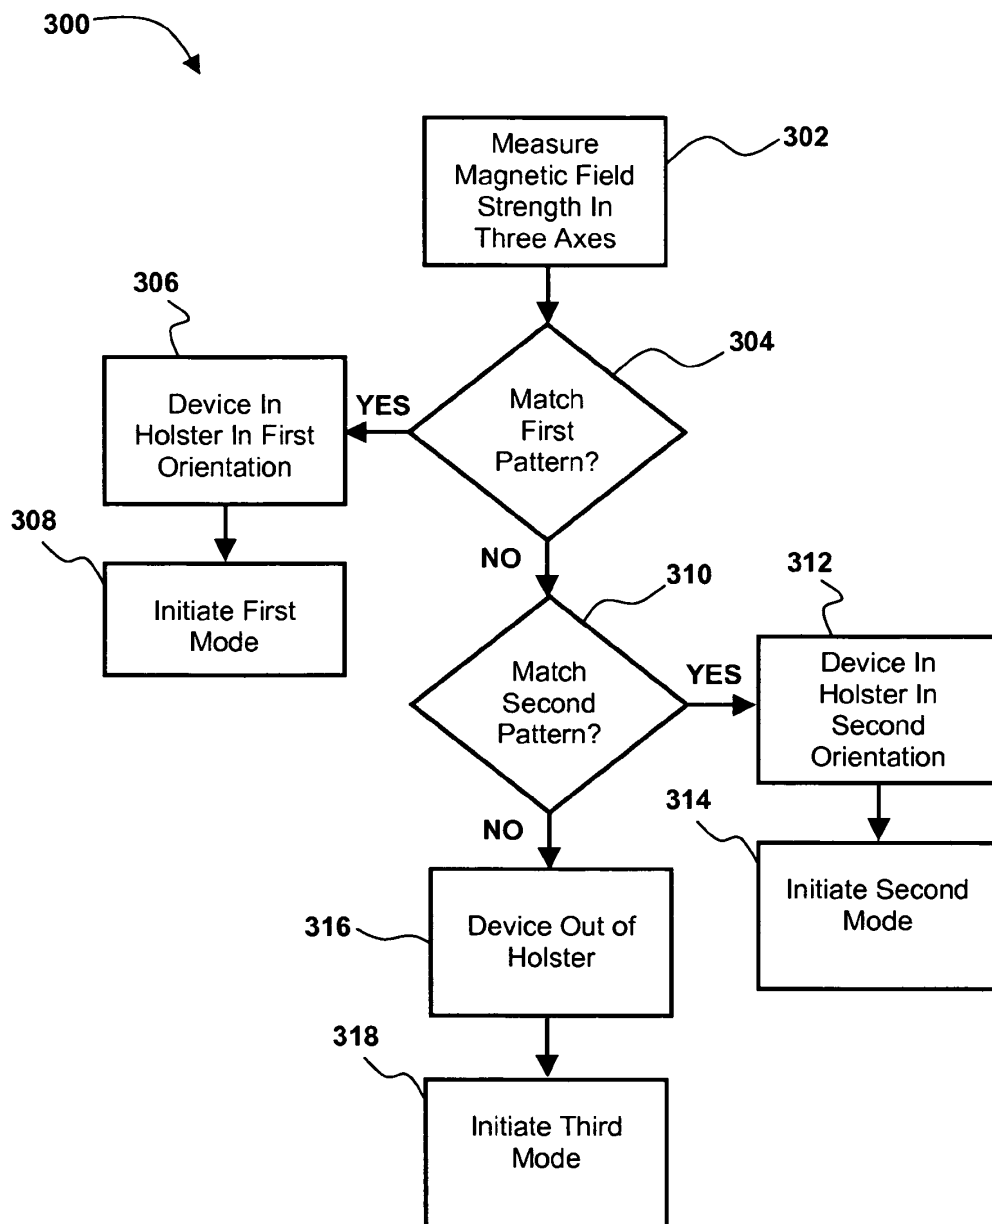 300
302
Measure
Magnetic Field
Strength In
Three Axes
306
304
Device In
Holster In First
Orientation
YES
Match
First
Pattern?
308
Initiate First
Mode
NO
310
312
Match
Second
Pattern?
YES
Device In
Holster In
Second
Orientation
314
NO
Initiate Second
Mode
316
Device Out of
Holster
318
Initiate Third
Mode